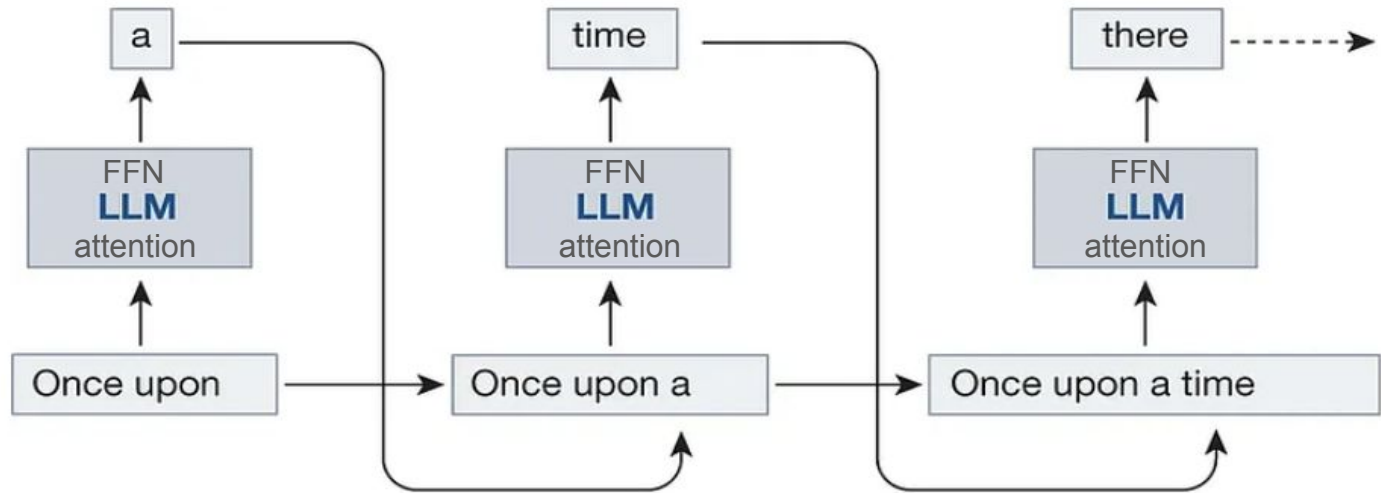 a
time
there
FFN
LLM
attention
FFN
LLM
attention
FFN
LLM
attention
Once upon
Once upon a
Once upon a time